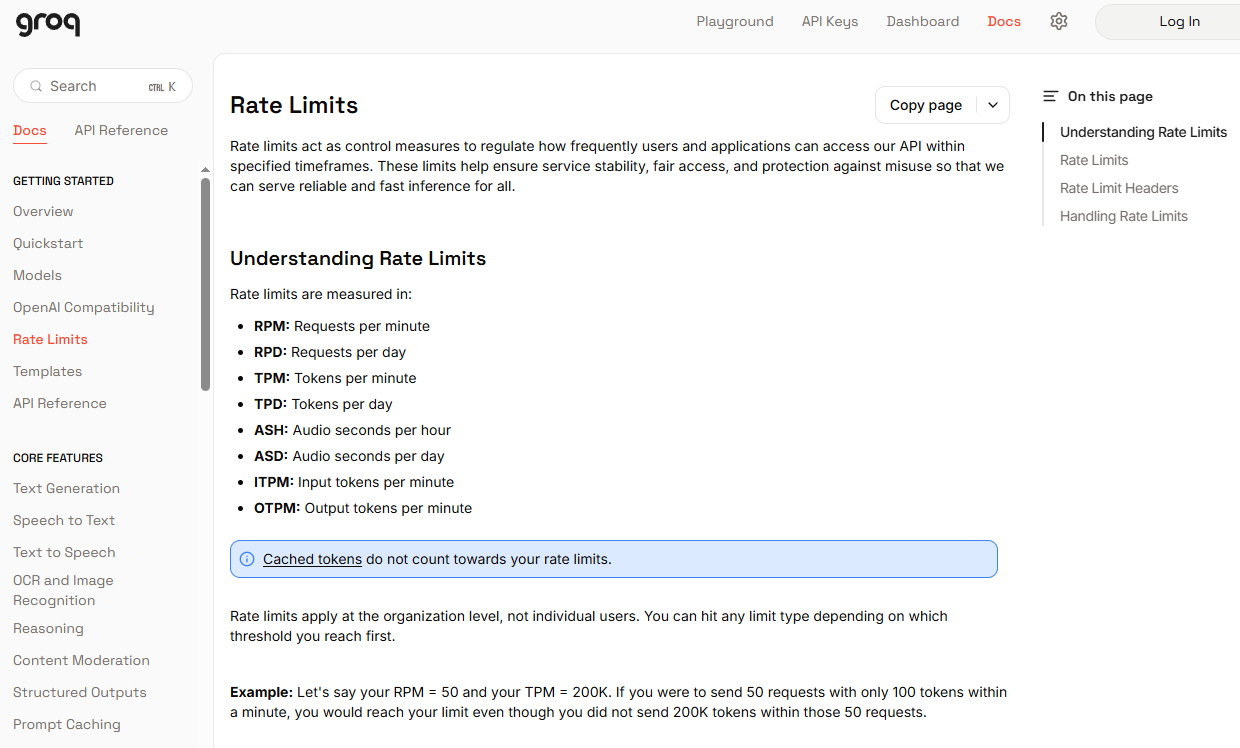 groq
Playground
API Keys
Dashboard
Docs
Log In
Search
CTRL K
Docs
API Reference
GETTING STARTED
Overview
Quickstart
Models
OpenAI Compatibility
Rate Limits
Templates
API Reference
CORE FEATURES
Text Generation
Speech to Text
Text to Speech
OCR and Image
Recognition
Reasoning
Content Moderation
Structured Outputs
Prompt Caching
Rate Limits
Copy page
Rate limits act as control measures to regulate how frequently users and applications can access our API within
specified timeframes. These limits help ensure service stability, fair access, and protection against misuse so that we
can serve reliable and fast inference for all.
Understanding Rate Limits
Rate limits are measured in:
• RPM: Requests per minute
• RPD: Requests per day
• TPM: Tokens per minute
• TPD: Tokens per day
• ASH: Audio seconds per hour
• ASD: Audio seconds per day
• ITPM: Input tokens per minute
• OTPM: Output tokens per minute
Cached tokens do not count towards your rate limits.
Rate limits apply at the organization level, not individual users. You can hit any limit type depending on which
threshold you reach first.
Example: Let's say your RPM = 50 and your TPM = 200K. If you were to send 50 requests with only 100 tokens within
a minute, you would reach your limit even though you did not send 200K tokens within those 50 requests.
On this page
Understanding Rate Limits
Rate Limits
Rate Limit Headers
Handling Rate Limits